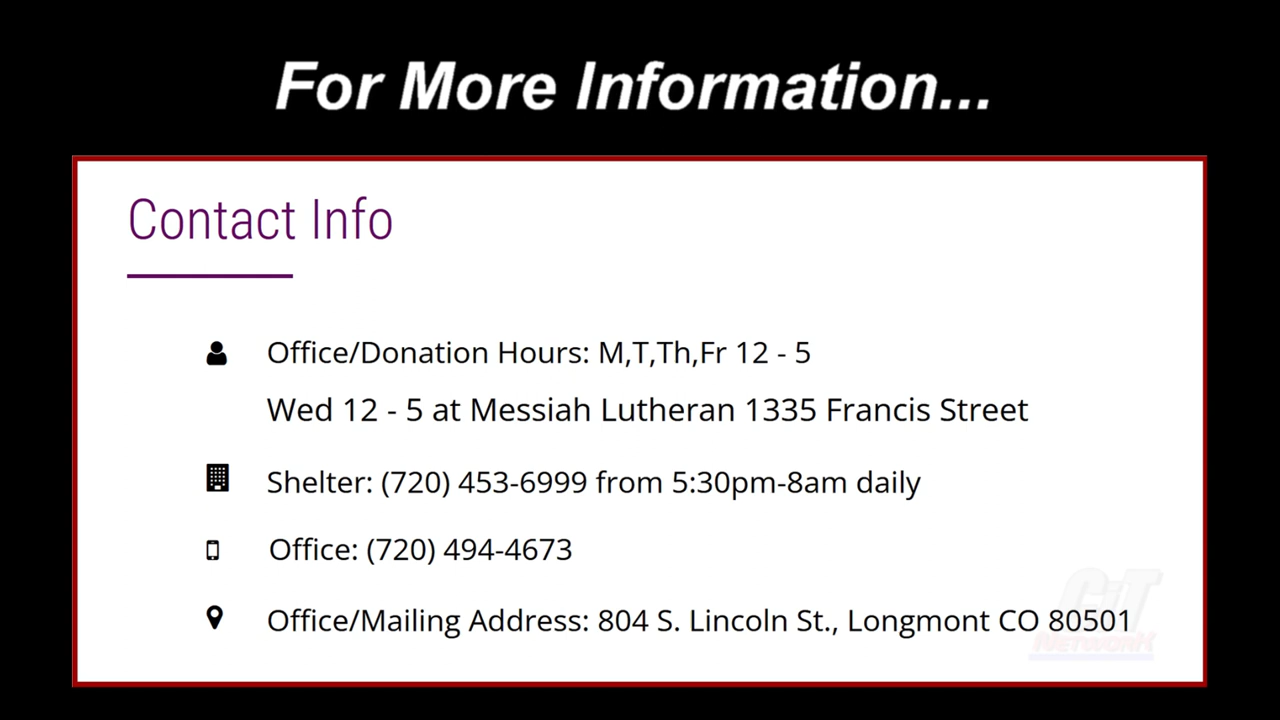 For More Information...
Contact Info
Office/Donation Hours: M,T,Th,Fr 12 - 5
Wed 12 - 5 at Messiah Lutheran 1335 Francis Street
Shelter: (720) 453-6999 from 5:30pm-8am daily
Office: (720) 494-4673
Office/Mailing Address: 804 S. Lincoln St., Longmont CO 80501
GiT
NETWORK